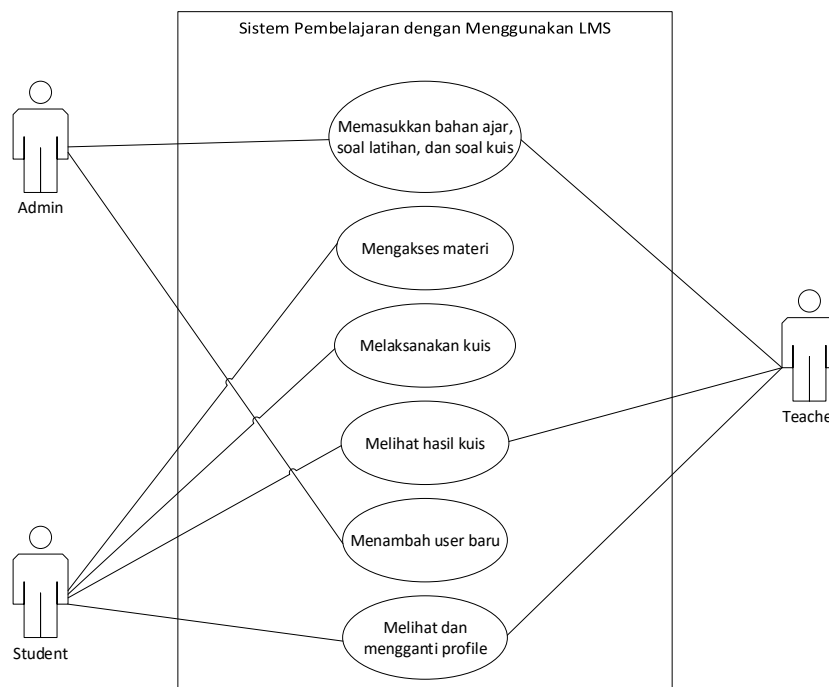 Sistem Pembelajaran dengan Menggunakan LMS
Memasukkan bahan ajar,
soal latihan, dan soal kuis
Admin
Mengakses materi
Melaksanakan kuis
Teache
Melihat hasil kuis
Menambah user baru
Melihat dan
mengganti profile
Student